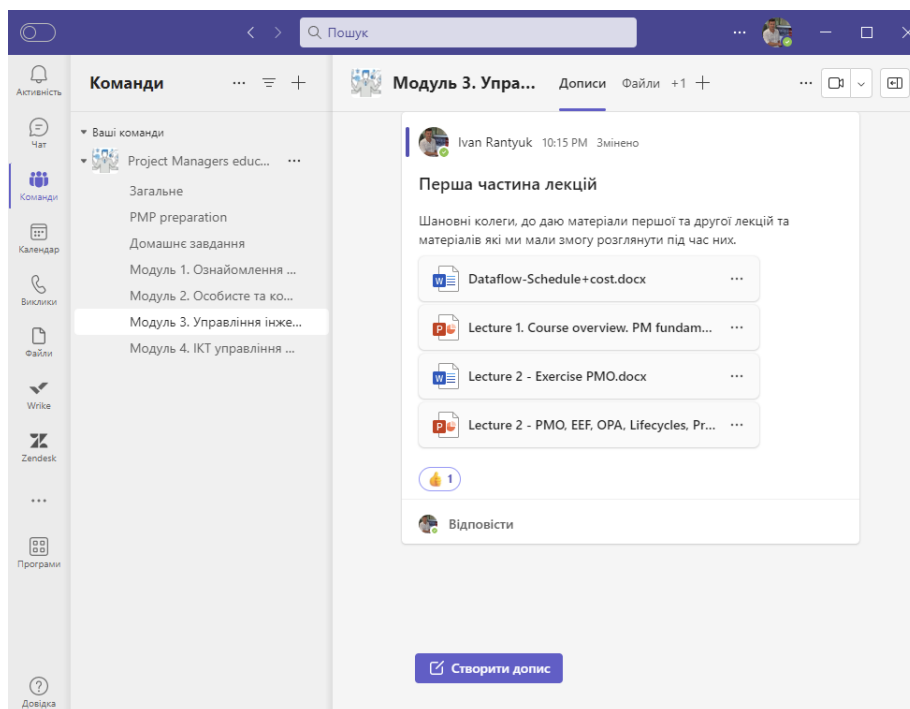 Пошук
Активність
Чат
Команди
Календар
Виклики
Файли
Wrike
Zendesk
Програми
Довідка
Команди
Ваші команди
Project Managers educ...
Загальне
PMP preparation
Домашнє завдання
Модуль 1. Ознайомлення ...
Модуль 2. Особисте та ко...
Модуль 3. Управління інже...
Модуль 4. ІКТ управління ...
Модуль 3. Упра... Дописи Файли +1
Ivan Rantyuk 10:15 PM Змінено
Перша частина лекцій
Шановні колеги, до даю матеріали першої та другої лекцій та
матеріалів які ми мали змогу розглянути під час них.
Dataflow-Schedule+cost.docx
Lecture 1. Course overview. PM fundam...
Lecture 2 - Exercise PMO.docx
Lecture 2 - PMO, EEF, OPA, Lifecycles, Pr...
1
Відповісти
Створити допис